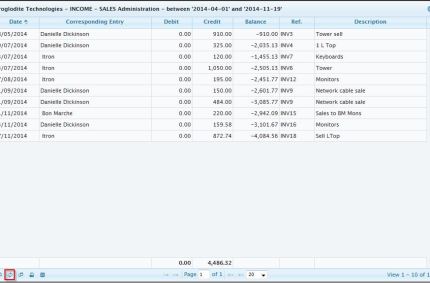 roglodite Technologies - INCOME - SALES Administration - between '2014-04-01' and '2014-11-19'
Date Corresponding Entry Debit Credit Balance Ref. Description
/05/2014 Danielle Dickinson 0.00 910.00 -910.00 INV3 Tower sell
/07/2014 Danielle Dickinson 0.00 325.00 -2,035.13 INV4 1 L Top
/07/2014 Itron 0.00 120.00 -1,455.13 INV7 Keyboards
/07/2014 Itron 0.00 1,050.00 -2,505.13 INV6 Tower
/08/2014 Itron 0.00 195.00 -2,451.77 INV12 Monitors
/09/2014 Danielle Dickinson 0.00 150.00 -2,601.77 INV9 Network cable sale
/09/2014 Danielle Dickinson 0.00 484.00 -3,085.77 INV9 Network cable sale
/11/2014 Bon Marche 0.00 220.00 -2,942.09 INV15 Sales to BM Mons
/11/2014 Danielle Dickinson 0.00 159.58 -3,101.67 INV16 Monitors
/11/2014 Itron 0.00 872.74 -4,084.56 INV18 Sell LTop
0.00 4,486.32
Page 1 of 1 20 View 1 - 10 of 1